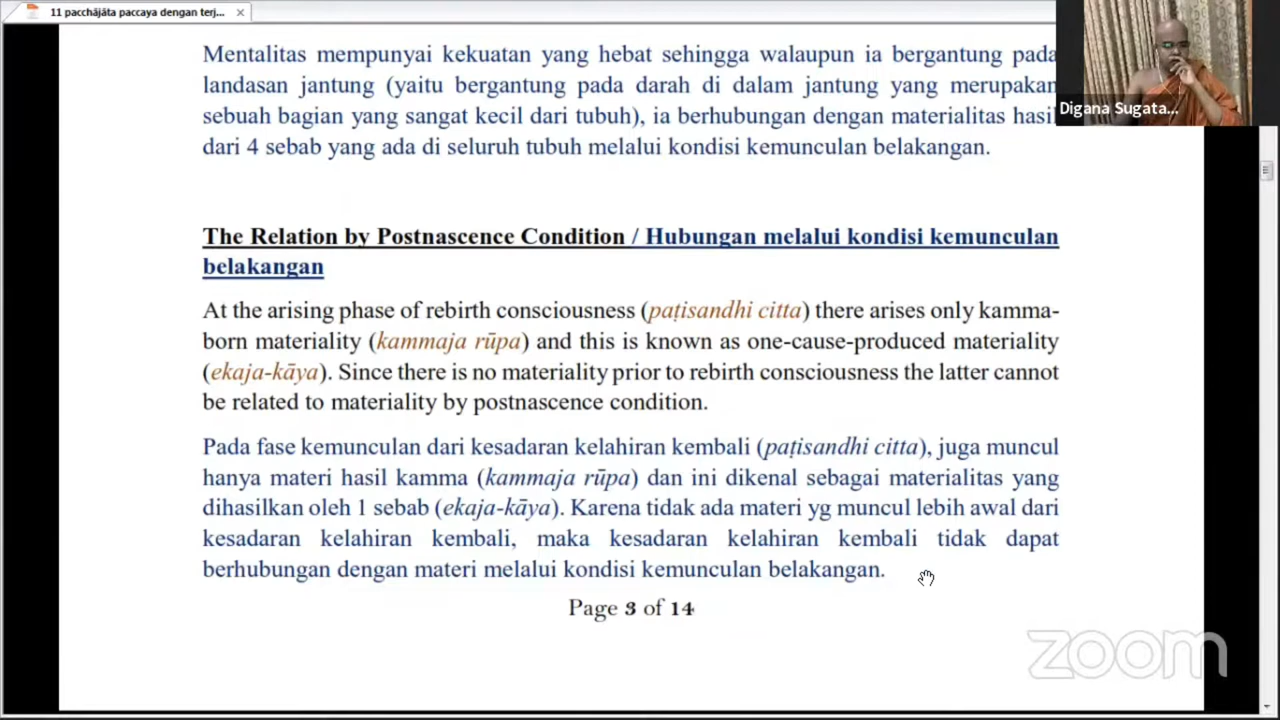 11 pacchājāta paccaya dengan terj...
Mentalitas mempunyai kekuatan yang hebat sehingga walaupun ia bergantung pada
landasan jantung (yaitu bergantung pada darah di dalam jantung yang merupakan
sebuah bagian yang sangat kecil dari tubuh), ia berhubungan dengan materialitas hasil
dari 4 sebab yang ada di seluruh tubuh melalui kondisi kemunculan belakangan.
Digana Sugata...
The Relation by Postnascence Condition / Hubungan melalui kondisi kemunculan
belakangan
At the arising phase of rebirth consciousness (paṭisandhi citta) there arises only kamma-
born materiality (kammaja rūpa) and this is known as one-cause-produced materiality
(ekaja-kāya). Since there is no materiality prior to rebirth consciousness the latter cannot
be related to materiality by postnascence condition.
Pada fase kemunculan dari kesadaran kelahiran kembali (paṭisandhi citta), juga muncul
hanya materi hasil kamma (kammaja rūpa) dan ini dikenal sebagai materialitas yang
dihasilkan oleh 1 sebab (ekaja-kāya). Karena tidak ada materi yg muncul lebih awal dari
kesadaran kelahiran kembali, maka kesadaran kelahiran kembali tidak dapat
berhubungan dengan materi melalui kondisi kemunculan belakangan.
Page 3 of 14
zoom